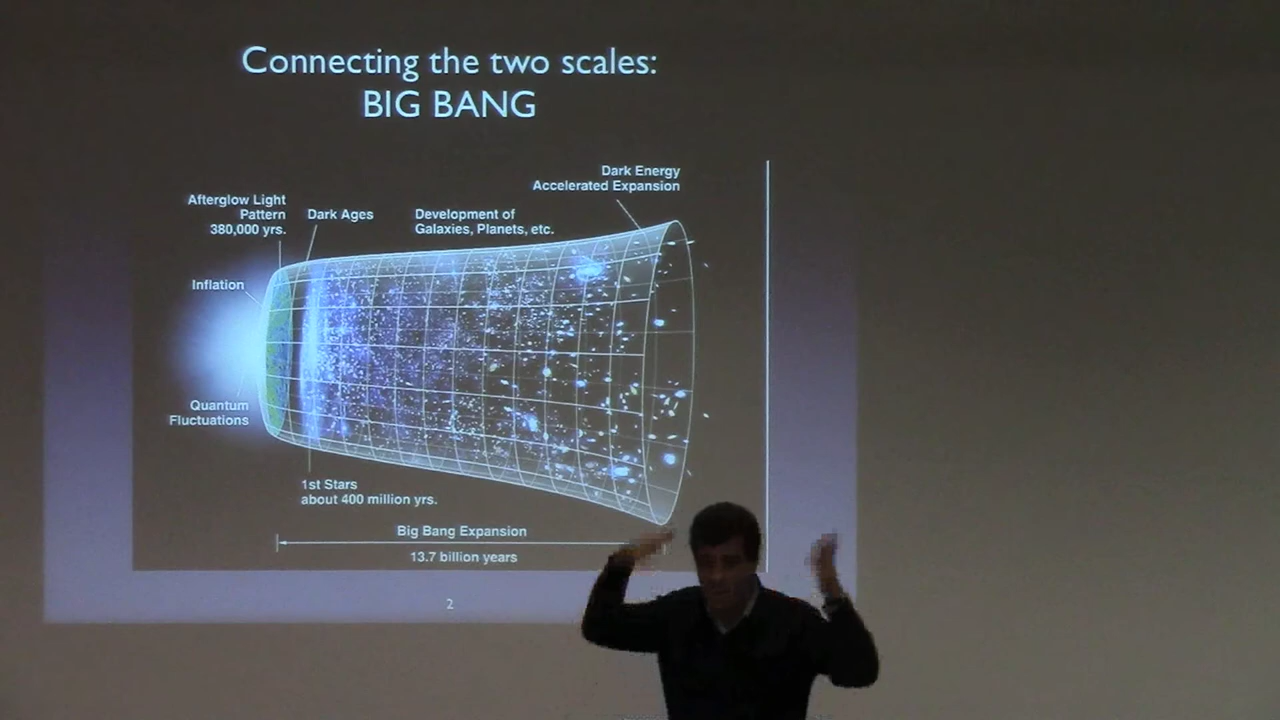 Connecting the two scales:
BIG BANG
Dark Energy
Accelerated Expansion
Afterglow Light
Pattern
380,000 yrs.
Dark Ages
Development of
Galaxies, Planets, etc.
Inflation
Quantum
Fluctuations
1st Stars
about 400 million yrs.
Big Bang Expansion
13.7 billion years
2